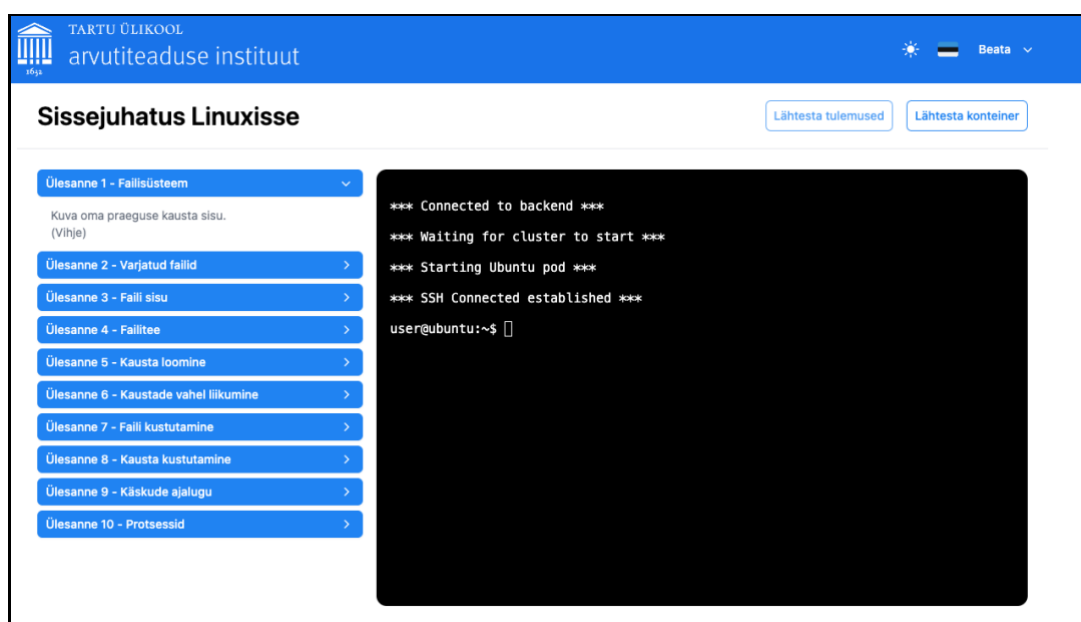 TARTU ÜLIKOOL
arvutiteaduse instituut
1632
Beata
Sissejuhatus Linuxisse
Lähtesta tulemused
Lähtesta konteiner
Ülesanne 1 - Failisüsteem
Kuva oma praeguse kausta sisu.
(Vihje)
Ülesanne 2 - Varjatud failid
Ülesanne 3 - Faili sisu
Ülesanne 4 - Failitee
Ülesanne 5 - Kausta loomine
Ülesanne 6 - Kaustade vahel liikumine
Ülesanne 7 - Faili kustutamine
Ülesanne 8 - Kausta kustutamine
Ülesanne 9 - Käskude ajalugu
Ülesanne 10 - Protsessid
*** Connected to backend ***
*** Waiting for cluster to start ***
*** Starting Ubuntu pod ***
*** SSH Connected established ***
user@ubuntu:~$